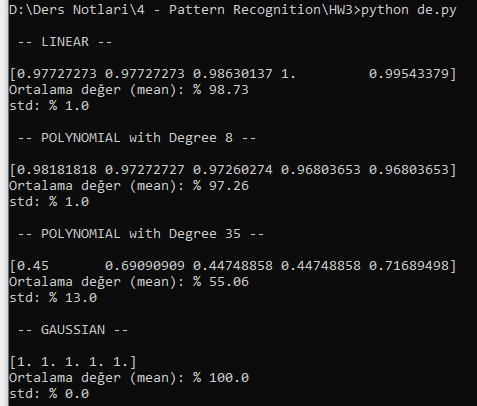 D:\Ders Notlari\4 - Pattern Recognition\HW3>python de.py
-- LINEAR --
[0.97727273 0.97727273 0.98630137 1.         0.99543379]
Ortalama değer (mean): % 98.73
std: % 1.0
-- POLYNOMIAL with Degree 8 --
[0.98181818 0.97272727 0.97260274 0.96803653 0.96803653]
Ortalama değer (mean): % 97.26
std: % 1.0
-- POLYNOMIAL with Degree 35 --
[0.45       0.69090909 0.44748858 0.44748858 0.71689498]
Ortalama değer (mean): % 55.06
std: % 13.0
-- GAUSSIAN --
[1. 1. 1. 1. 1.]
Ortalama değer (mean): % 100.0
std: % 0.0